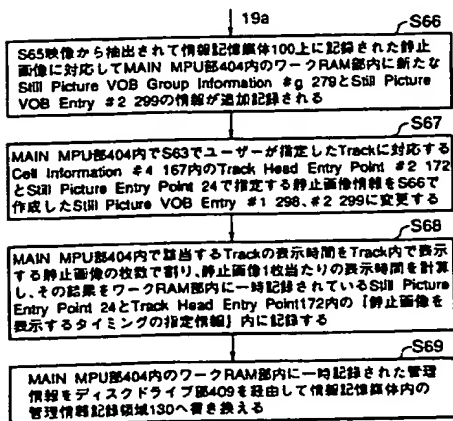 19a
S66
S65映像から抽出されて情報記憶媒体100上に記録された静止
画像に対応してMAIN MPU部404内のワークRAM部内に新たな
Still Picture VOB Group Information #g 279とStill Picture
VOB Entry #2 299の情報が追加記録される
S67
MAIN MPU部404内でS63でユーザーが指定したTrackに対応する
Cell Information #4 167内のTrack Head Entry Point #2 172
とStill Picture Entry Point 24で指定する静止画像情報をS66で
作成したStill Picture VOB Entry #1 298、#2 299に変更する
S68
MAIN MPU部404内で該当するTrackの表示時間をTrack内で表示
する静止画像の枚数で割り、静止画像1枚当たりの表示時間を計算
し、その結果をワークRAM部内に一時記録されているStill Picture
Entry Point 24とTrack Head Entry Point172内の「静止画像を
表示するタイミングの指定情報」内に記録する
S69
MAIN MPU部404内のワークRAM部内に一時記録された管理
情報をディスクドライブ部409を経由して情報記憶媒体内の
管理情報記録領域130へ書き換える